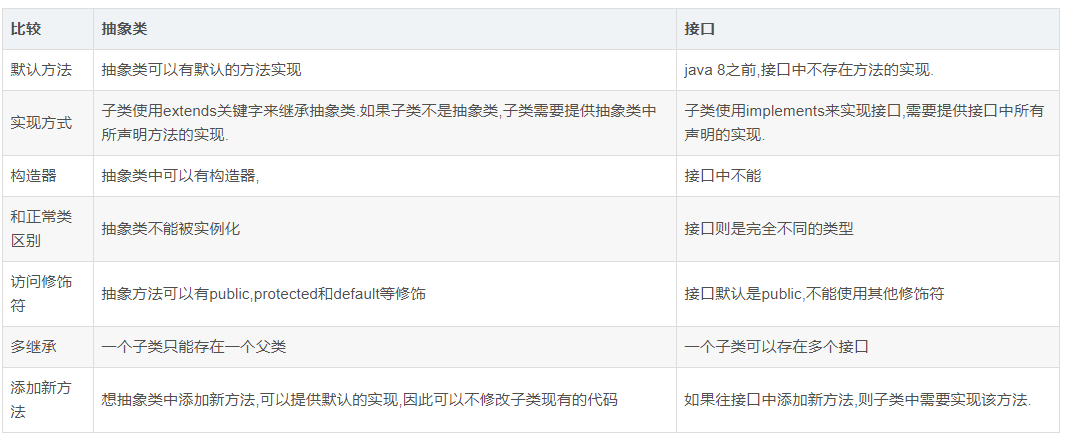 比较 抽象类 接口
默认方法 抽象类可以有默认的方法实现 java 8之前,接口中不存在方法的实现.
实现方式 子类使用extends关键字来继承抽象类.如果子类不是抽象类,子类需要提供抽象类中
所声明方法的实现.
子类使用implements来实现接口,需要提供接口中所有
声明的实现.
构造器 抽象类中可以有构造器, 接口中不能
和正常类
区别
抽象类不能被实例化 接口则是完全不同的类型
访问修饰
符
抽象方法可以有public,protected和default等修饰 接口默认是public,不能使用其他修饰符
多继承 一个子类只能存在一个父类 一个子类可以存在多个接口
添加新方
法
想抽象类中添加新方法,可以提供默认的实现,因此可以不修改子类现有的代码 如果往接口中添加新方法,则子类中需要实现该方法.